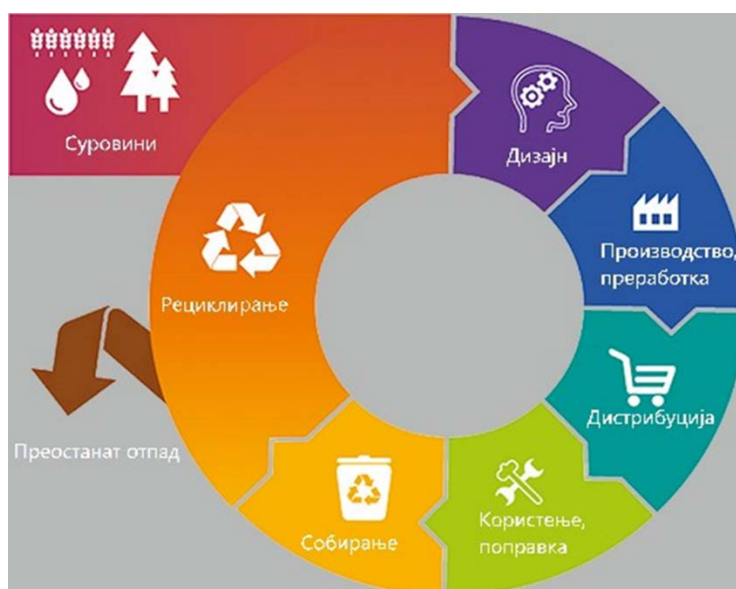 Суровини
Дизајн
Производство,
преработка
Дистрибуција
Користење,
поправка
Собирање
Рециклирање
Преостанат отпад